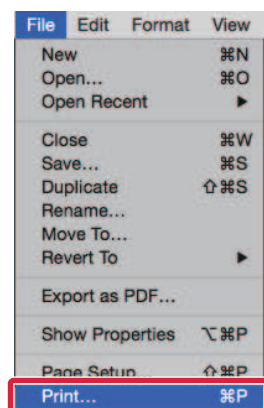 File Edit Format View
New ⌘N
Open... ⌘O
Open Recent ▶
Close ⌘W
Save... ⌘S
Duplicate ⇧⌘S
Rename...
Move To...
Revert To ▶
Export as PDF...
Show Properties ⌥⌘P
Page Setup... ⇧⌘P
Print... ⌘P